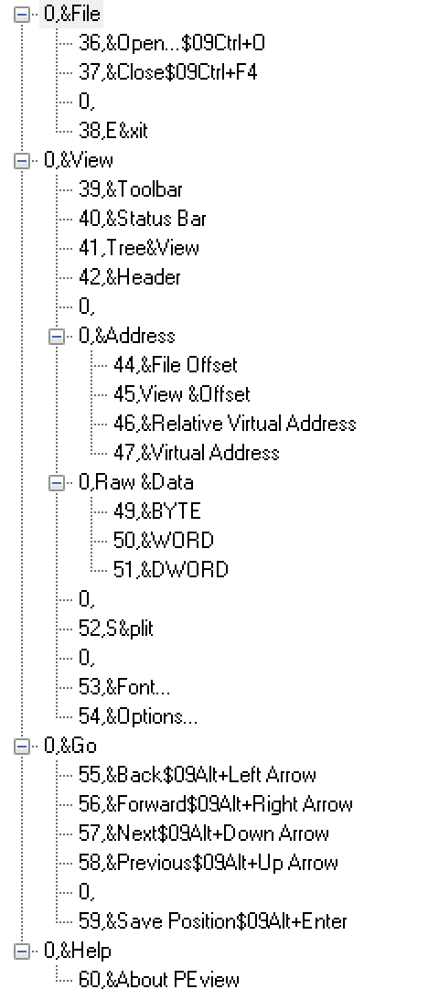 0,&File
36,&Open...$09Ctrl+O
37,&Close$09Ctrl+F4
0,
38,E&xit
0,&View
39,&Toolbar
40,&Status Bar
41,Tree&View
42,&Header
0,
0,&Address
44,&File Offset
45,View &Offset
46,&Relative Virtual Address
47,&Virtual Address
0,Raw &Data
49,&BYTE
50,&WORD
51,&DWORD
0,
52,S&plit
0,
53,&Font...
54,&Options...
0,&Go
55,&Back$09Alt+Left Arrow
56,&Forward$09Alt+Right Arrow
57,&Next$09Alt+Down Arrow
58,&Previous$09Alt+Up Arrow
0,
59,&Save Position$09Alt+Enter
0,&Help
60,&About PEview